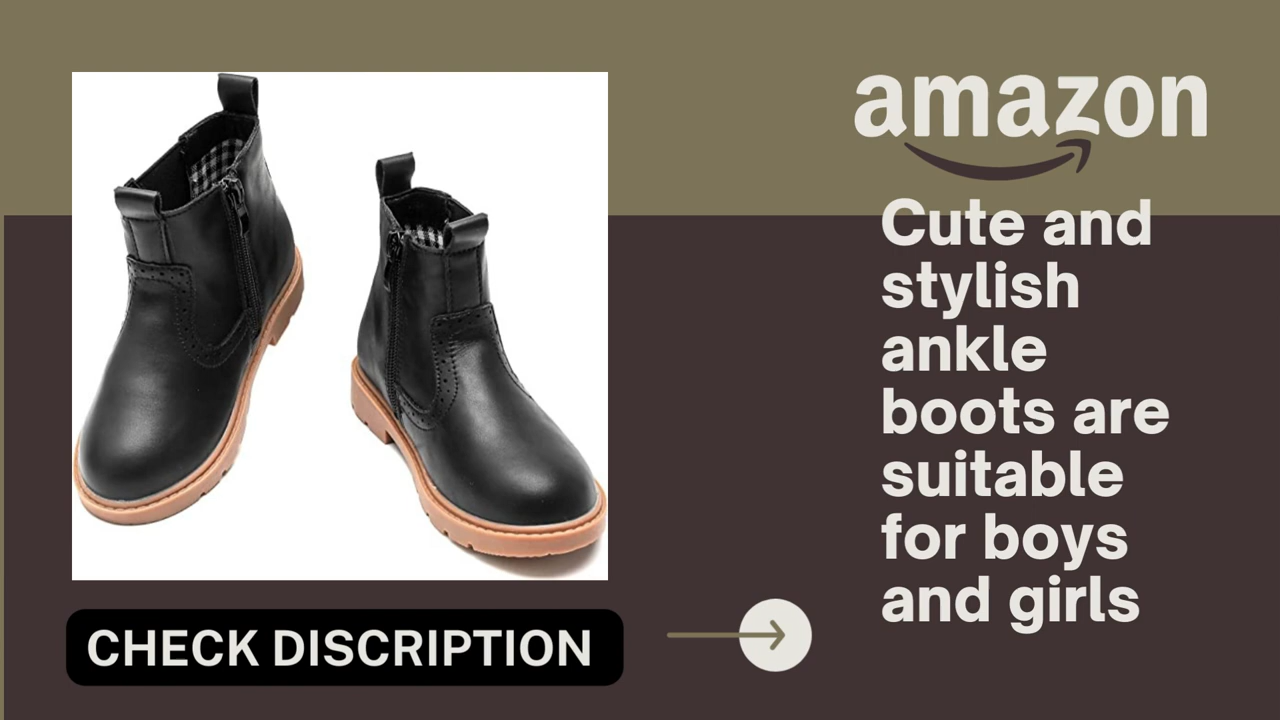 amazon
Cute and
stylish
ankle
boots are
suitable
for boys
and girls
CHECK DISCRIPTION